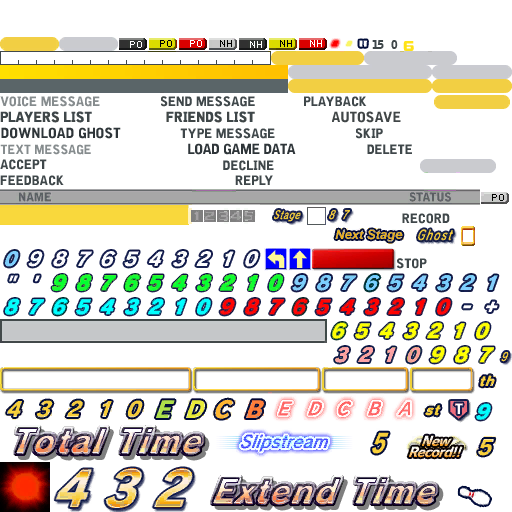 PO PO PO NH NH NH NH 15 0 6
VOICE MESSAGE SEND MESSAGE PLAYBACK
PLAYERS LIST FRIENDS LIST AUTOSAVE
DOWNLOAD GHOST TYPE MESSAGE SKIP
TEXT MESSAGE LOAD GAME DATA DELETE
ACCEPT DECLINE
FEEDBACK REPLY
NAME STATUS PO
1 2 3 4 5 Stage 8 7 RECORD
Next Stage Ghost
0 9 8 7 6 5 4 3 2 1 0 STOP
" ' 9 8 7 6 5 4 3 2 1 0 9 8 7 6 5 4 3 2 1
8 7 6 5 4 3 2 1 0 9 8 7 6 5 4 3 2 1 0 - +
6 5 4 3 2 1 0
3 2 1 0 9 8 7 9
th
4 3 2 1 0 E D C B E D C B A st T 9
Total Time Slipstream 5 New Record!! 5
4 3 2 Extend Time